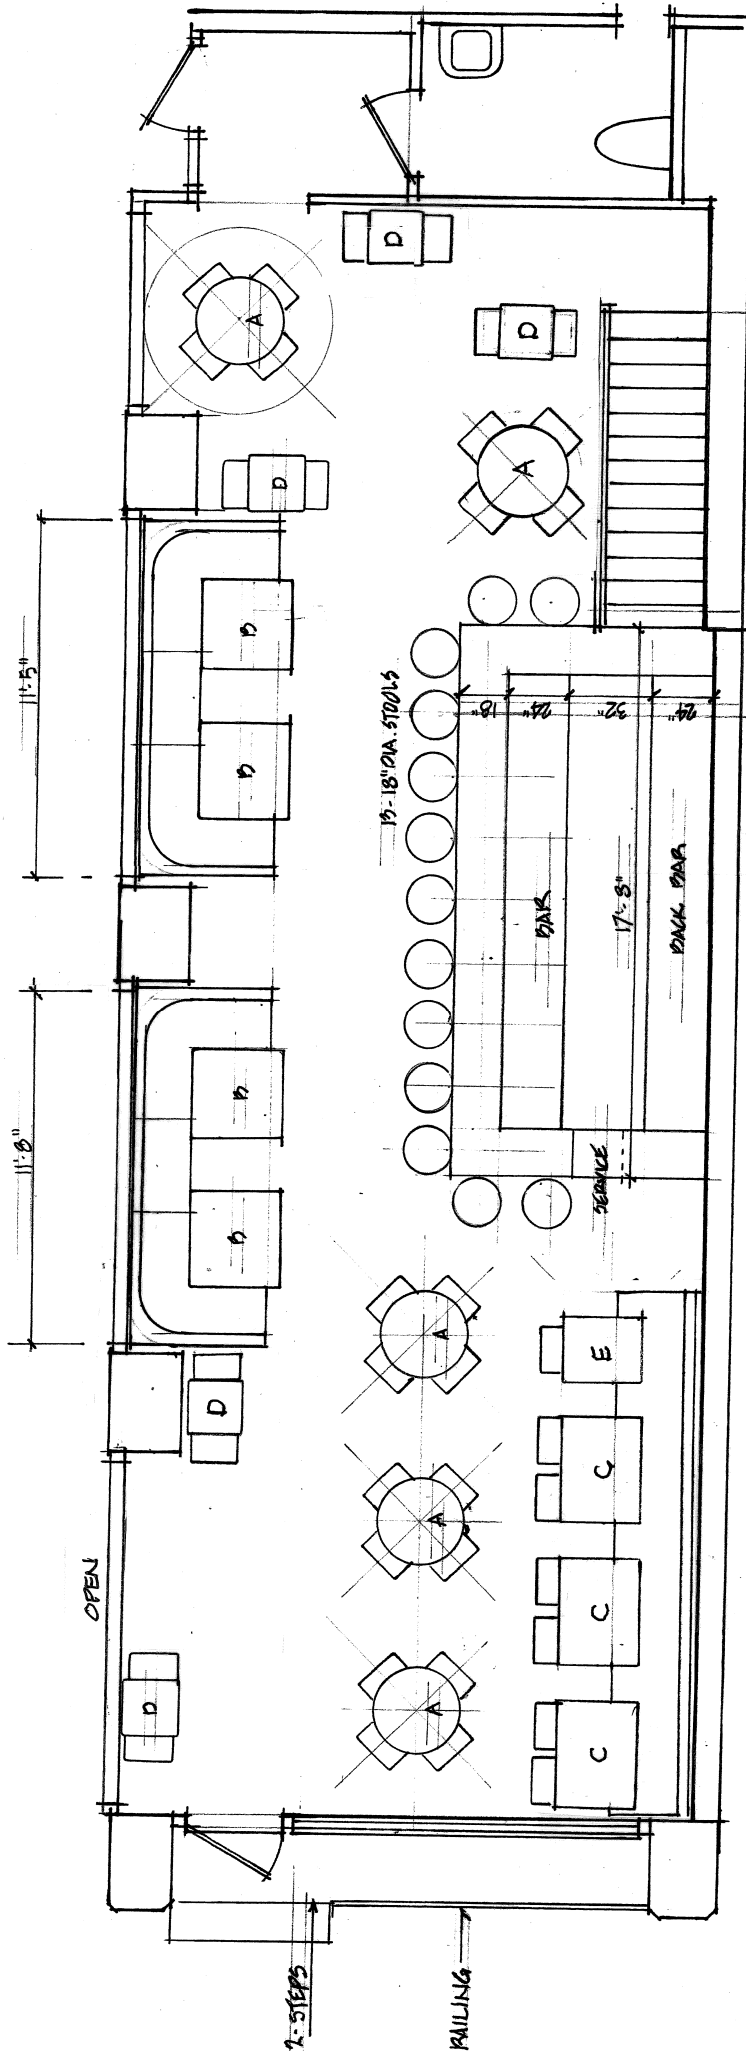 11'-8"
11'-5"
OPEN
D
D
B
B
B
B
D
A
2-STEPS
13-18" DIA. STOOLS
D
A
A
A
RAILING
18"
24"
32"
24"
A
D
BAR
C
C
C
E
SERVICE
17'-8"
BACK BAR